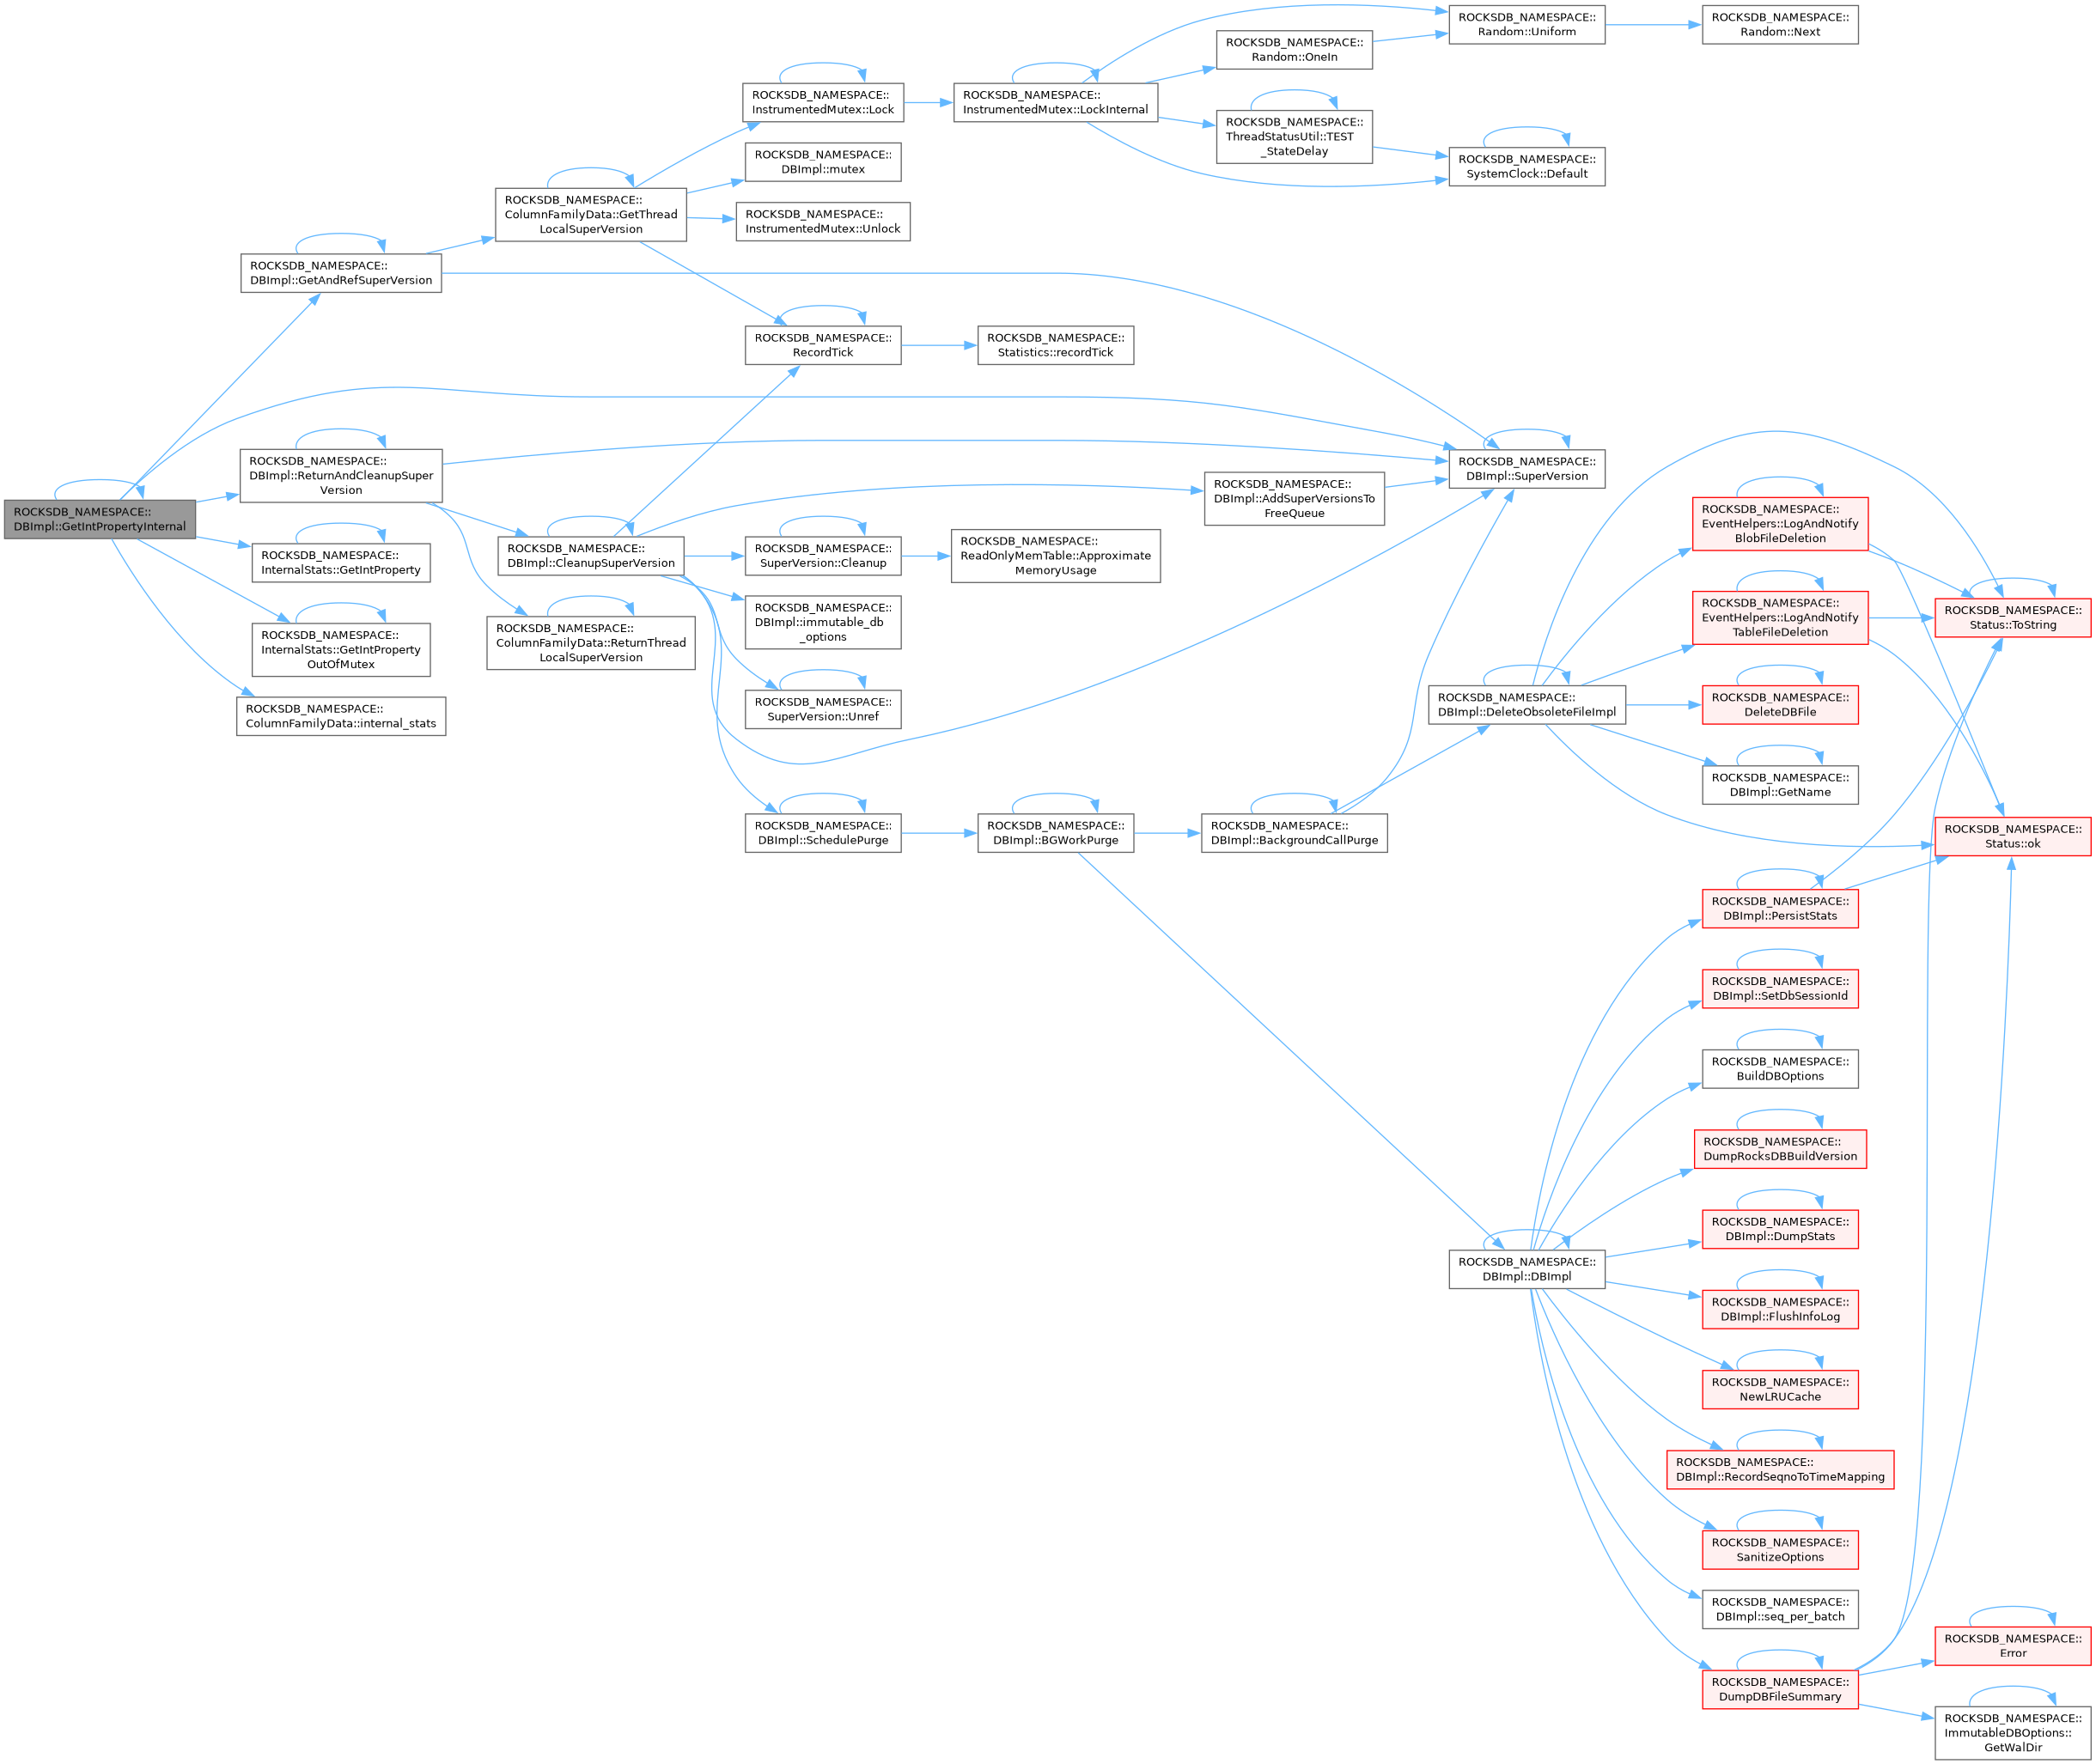 ROCKSDB_NAMESPACE::
DBImpl::GetIntPropertyInternal
ROCKSDB_NAMESPACE::
DBImpl::GetAndRefSuperVersion
ROCKSDB_NAMESPACE::
DBImpl::ReturnAndCleanupSuper
Version
ROCKSDB_NAMESPACE::
InternalStats::GetIntProperty
ROCKSDB_NAMESPACE::
InternalStats::GetIntProperty
OutOfMutex
ROCKSDB_NAMESPACE::
ColumnFamilyData::internal_stats
ROCKSDB_NAMESPACE::
ColumnFamilyData::GetThread
LocalSuperVersion
ROCKSDB_NAMESPACE::
DBImpl::CleanupSuperVersion
ROCKSDB_NAMESPACE::
ColumnFamilyData::ReturnThread
LocalSuperVersion
ROCKSDB_NAMESPACE::
InstrumentedMutex::Lock
ROCKSDB_NAMESPACE::
DBImpl::mutex
ROCKSDB_NAMESPACE::
InstrumentedMutex::Unlock
ROCKSDB_NAMESPACE::
RecordTick
ROCKSDB_NAMESPACE::
SuperVersion::Cleanup
ROCKSDB_NAMESPACE::
DBImpl::immutable_db
_options
ROCKSDB_NAMESPACE::
SuperVersion::Unref
ROCKSDB_NAMESPACE::
DBImpl::SchedulePurge
ROCKSDB_NAMESPACE::
InstrumentedMutex::LockInternal
ROCKSDB_NAMESPACE::
Statistics::recordTick
ROCKSDB_NAMESPACE::
ReadOnlyMemTable::Approximate
MemoryUsage
ROCKSDB_NAMESPACE::
DBImpl::BGWorkPurge
ROCKSDB_NAMESPACE::
Random::OneIn
ROCKSDB_NAMESPACE::
ThreadStatusUtil::TEST
_StateDelay
ROCKSDB_NAMESPACE::
DBImpl::AddSuperVersionsTo
FreeQueue
ROCKSDB_NAMESPACE::
DBImpl::BackgroundCallPurge
ROCKSDB_NAMESPACE::
Random::Uniform
ROCKSDB_NAMESPACE::
SystemClock::Default
ROCKSDB_NAMESPACE::
DBImpl::SuperVersion
ROCKSDB_NAMESPACE::
DBImpl::DeleteObsoleteFileImpl
ROCKSDB_NAMESPACE::
DBImpl::DBImpl
ROCKSDB_NAMESPACE::
Random::Next
ROCKSDB_NAMESPACE::
EventHelpers::LogAndNotify
BlobFileDeletion
ROCKSDB_NAMESPACE::
EventHelpers::LogAndNotify
TableFileDeletion
ROCKSDB_NAMESPACE::
DeleteDBFile
ROCKSDB_NAMESPACE::
DBImpl::GetName
ROCKSDB_NAMESPACE::
DBImpl::PersistStats
ROCKSDB_NAMESPACE::
DBImpl::SetDbSessionId
ROCKSDB_NAMESPACE::
BuildDBOptions
ROCKSDB_NAMESPACE::
DumpRocksDBBuildVersion
ROCKSDB_NAMESPACE::
DBImpl::DumpStats
ROCKSDB_NAMESPACE::
DBImpl::FlushInfoLog
ROCKSDB_NAMESPACE::
NewLRUCache
ROCKSDB_NAMESPACE::
DBImpl::RecordSeqnoToTimeMapping
ROCKSDB_NAMESPACE::
SanitizeOptions
ROCKSDB_NAMESPACE::
DBImpl::seq_per_batch
ROCKSDB_NAMESPACE::
DumpDBFileSummary
ROCKSDB_NAMESPACE::
Status::ToString
ROCKSDB_NAMESPACE::
Status::ok
ROCKSDB_NAMESPACE::
Error
ROCKSDB_NAMESPACE::
ImmutableDBOptions::
GetWalDir